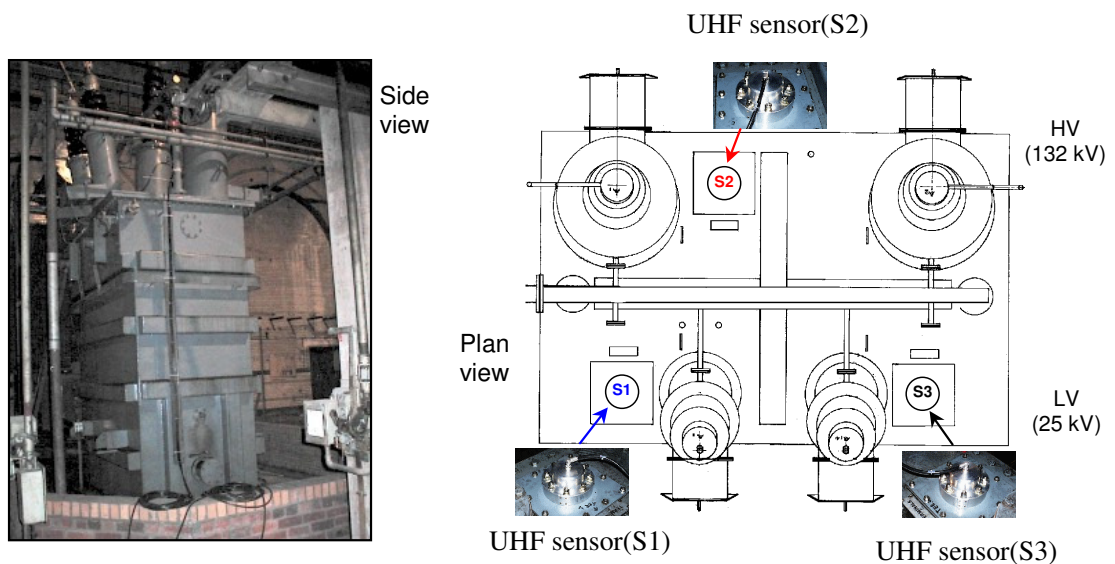 UHF sensor(S2)
Side
view
HV
(132 kV)
S2
Plan
view
S1
S3
LV
(25 kV)
UHF sensor(S1)
UHF sensor(S3)